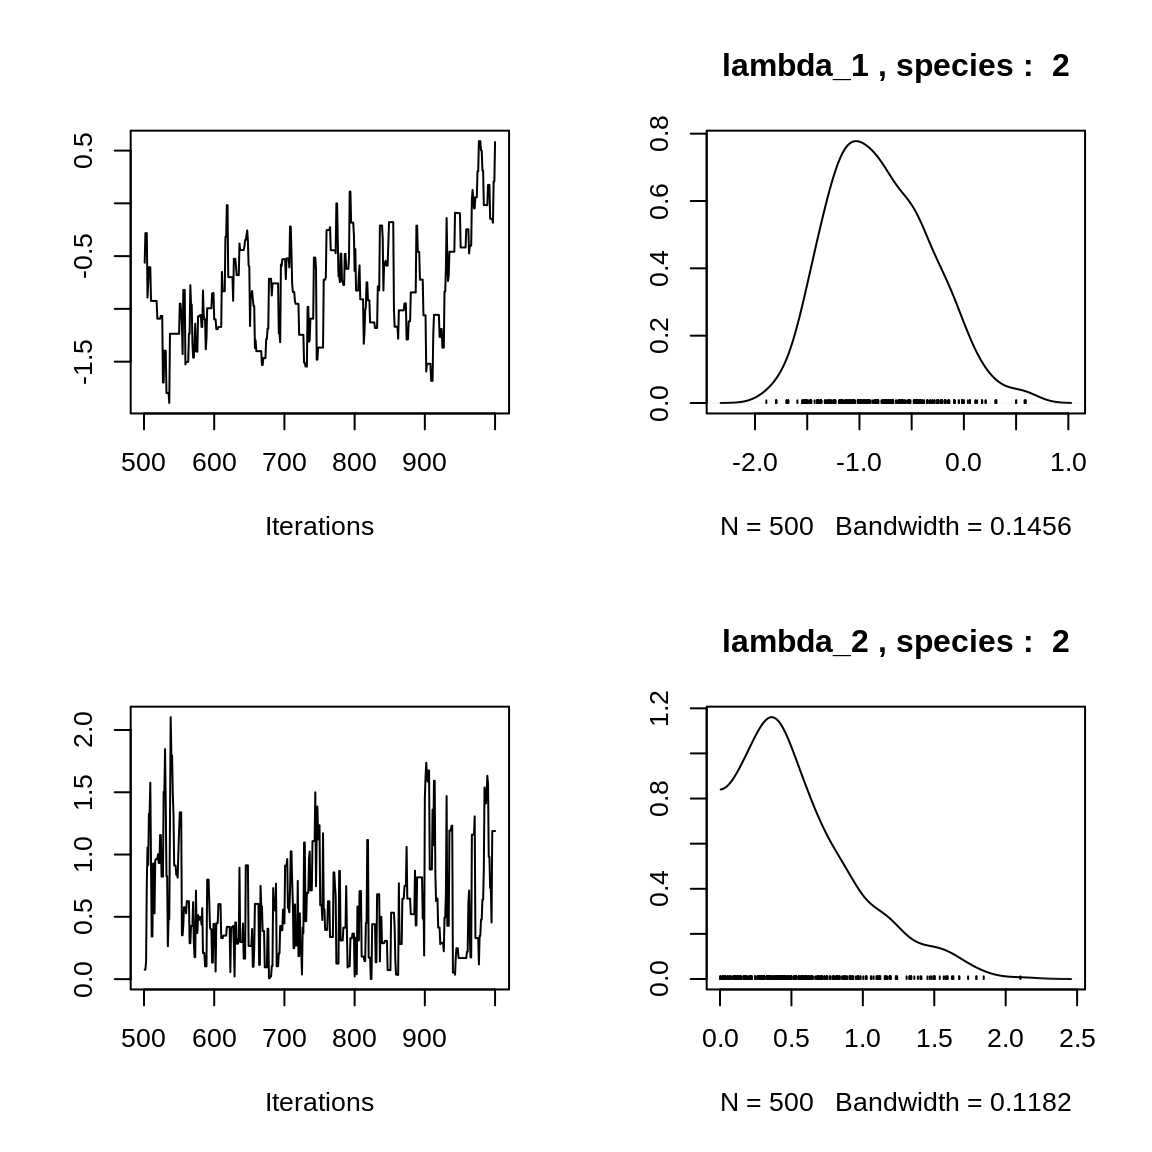 lambda_1 , species :  2
0.5
-0.5
-1.5
500 600 700 800 900
Iterations
0.8
0.6
0.4
0.2
0.0
-2.0 -1.0 0.0 1.0
N = 500   Bandwidth = 0.1456
lambda_2 , species :  2
2.0
1.5
1.0
0.5
0.0
500 600 700 800 900
Iterations
1.2
0.8
0.4
0.0
0.0 0.5 1.0 1.5 2.0 2.5
N = 500   Bandwidth = 0.1182